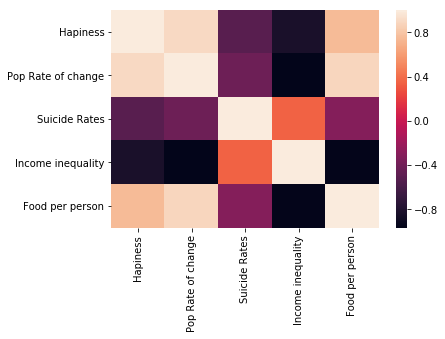 Hapiness
Pop Rate of change
Suicide Rates
Income inequality
Food per person
Hapiness
Pop Rate of change
Suicide Rates
Income inequality
Food per person
0.8
0.4
0.0
−0.4
−0.8